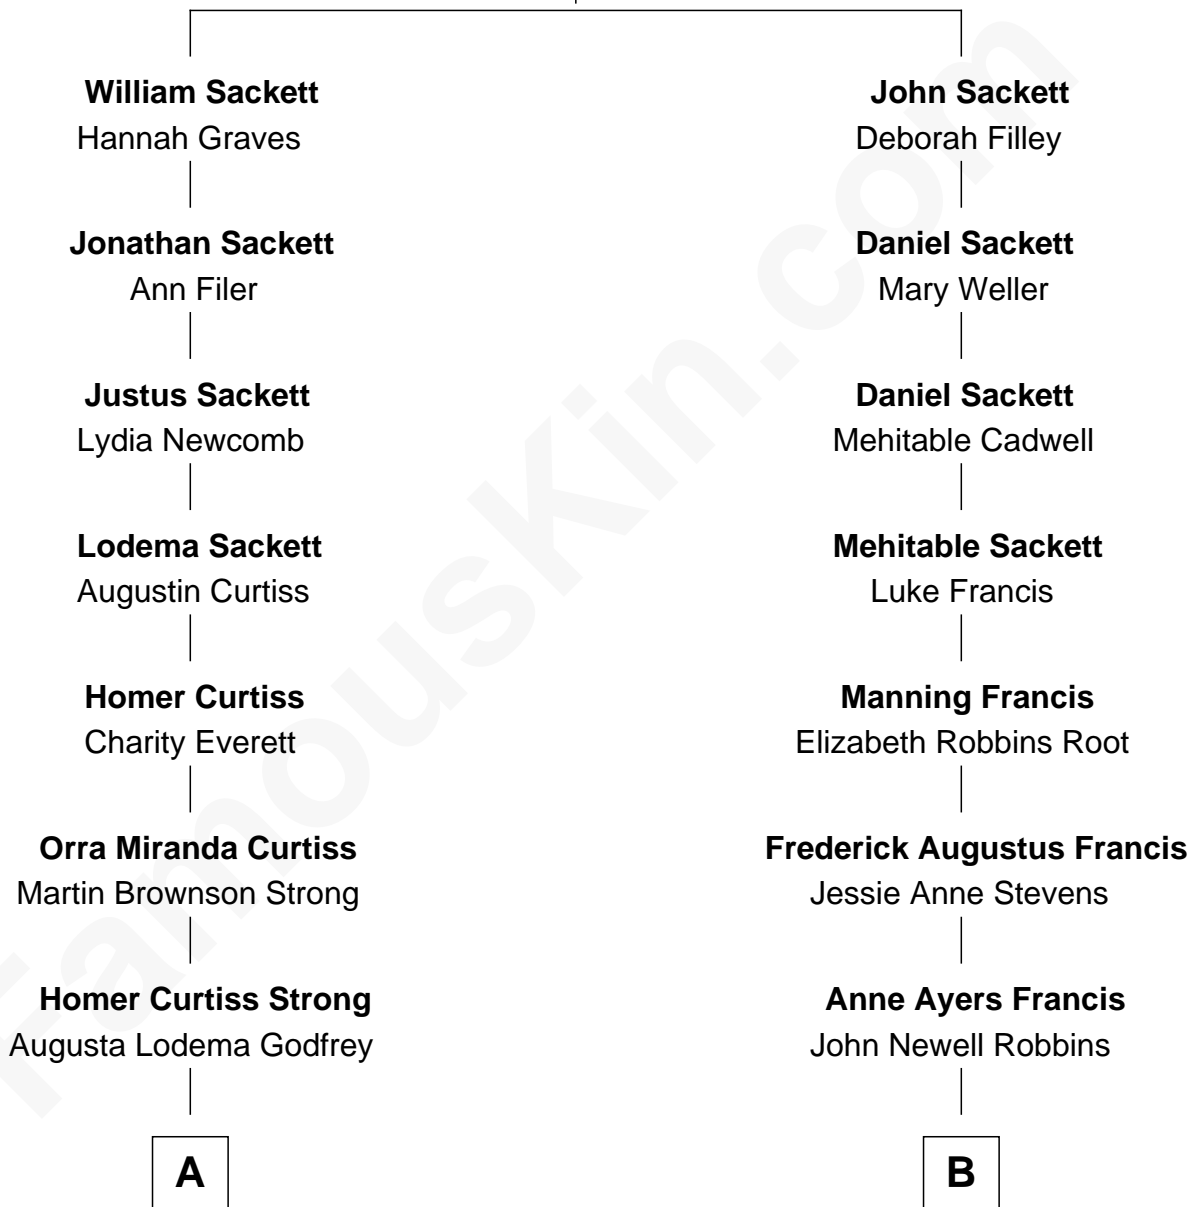 William Sackett
Hannah Graves
Jonathan Sackett
Ann Filer
Justus Sackett
Lydia Newcomb
Lodema Sackett
Augustin Curtiss
Homer Curtiss
Charity Everett
Orra Miranda Curtiss
Martin Brownson Strong
Homer Curtiss Strong
Augusta Lodema Godfrey
A
John Sackett
Deborah Filley
Daniel Sackett
Mary Weller
Daniel Sackett
Mehitable Cadwell
Mehitable Sackett
Luke Francis
Manning Francis
Elizabeth Robbins Root
Frederick Augustus Francis
Jessie Anne Stevens
Anne Ayers Francis
John Newell Robbins
B
FamousKin.com